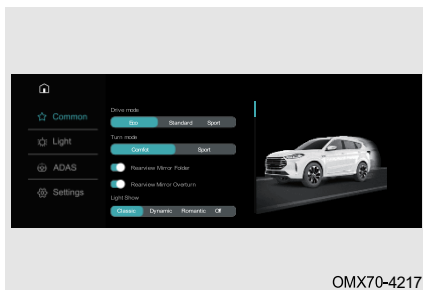 Common
Light
ADAS
Settings
Drive mode
Eco Standard Sport
Turn mode
Comfot Sport
Rearview Mirror Folder
Rearview Mirror Overturn
Light Show
Classic Dynamic Romantic Off
OMX70-4217